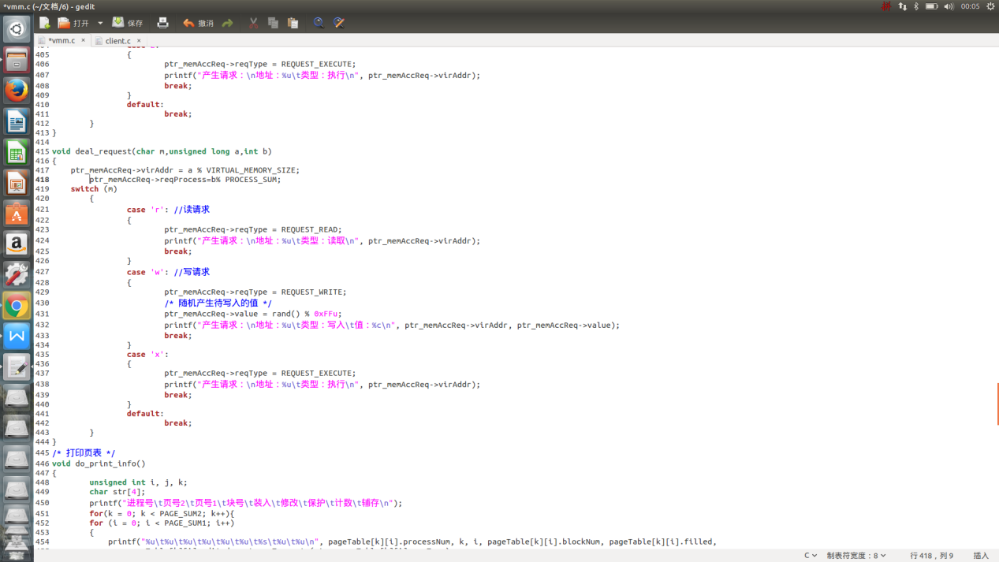 *vmm.c (~/文档/6) - gedit
拼 00:05
打开 保存 撤消
*vmm.c × client.c ×
405 {
406 ptr_memAccReq->reqType = REQUEST_EXECUTE;
407 printf("产生请求：\n地址：%u\t类型：执行\n", ptr_memAccReq->virAddr);
408 break;
409 }
410 default:
411 break;
412 }
413 }
414
415 void deal_request(char m,unsigned long a,int b)
416 {
417 ptr_memAccReq->virAddr = a % VIRTUAL_MEMORY_SIZE;
418 ptr_memAccReq->reqProcess=b% PROCESS_SUM;
419 switch (m)
420 {
421 case 'r': //读请求
422 {
423 ptr_memAccReq->reqType = REQUEST_READ;
424 printf("产生请求：\n地址：%u\t类型：读取\n", ptr_memAccReq->virAddr);
425 break;
426 }
427 case 'w': //写请求
428 {
429 ptr_memAccReq->reqType = REQUEST_WRITE;
430 /* 随机产生待写入的值 */
431 ptr_memAccReq->value = rand() % 0xFFu;
432 printf("产生请求：\n地址：%u\t类型：写入\t值：%c\n", ptr_memAccReq->virAddr, ptr_memAccReq->value);
433 break;
434 }
435 case 'x':
436 {
437 ptr_memAccReq->reqType = REQUEST_EXECUTE;
438 printf("产生请求：\n地址：%u\t类型：执行\n", ptr_memAccReq->virAddr);
439 break;
440 }
441 default:
442 break;
443 }
444 }
445 /* 打印页表 */
446 void do_print_info()
447 {
448 unsigned int i, j, k;
449 char str[4];
450 printf("进程号\t页号2\t页号1\t块号\t装入\t修改\t保护\t计数\t辅存\n");
451 for(k = 0; k < PAGE_SUM2; k++){
452 for (i = 0; i < PAGE_SUM1; i++)
453 {
454 printf("%u\t%u\t%u\t%u\t%u\t%u\t%s\t%u\t%u\n", pageTable[k][i].processNum, k, i, pageTable[k][i].blockNum, pageTable[k][i].filled,
C 制表符宽度：8 行 418，列 9 插入